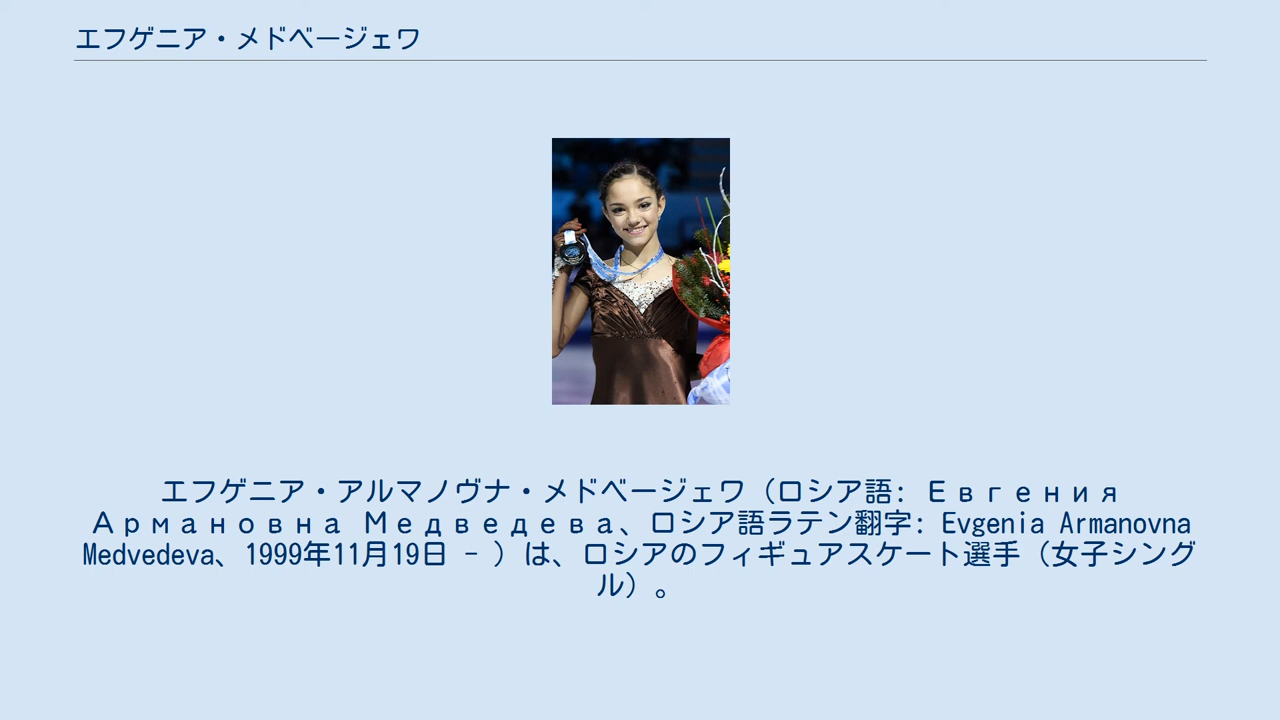 エフゲニア・メドベージェワ
エフゲニア・アルマノヴナ・メドベージェワ（ロシア語: Евгения
Армановна Медведева、ロシア語ラテン翻字: Evgenia Armanovna
Medvedeva、1999年11月19日 - ）は、ロシアのフィギュアスケート選手（女子シング
ル）。